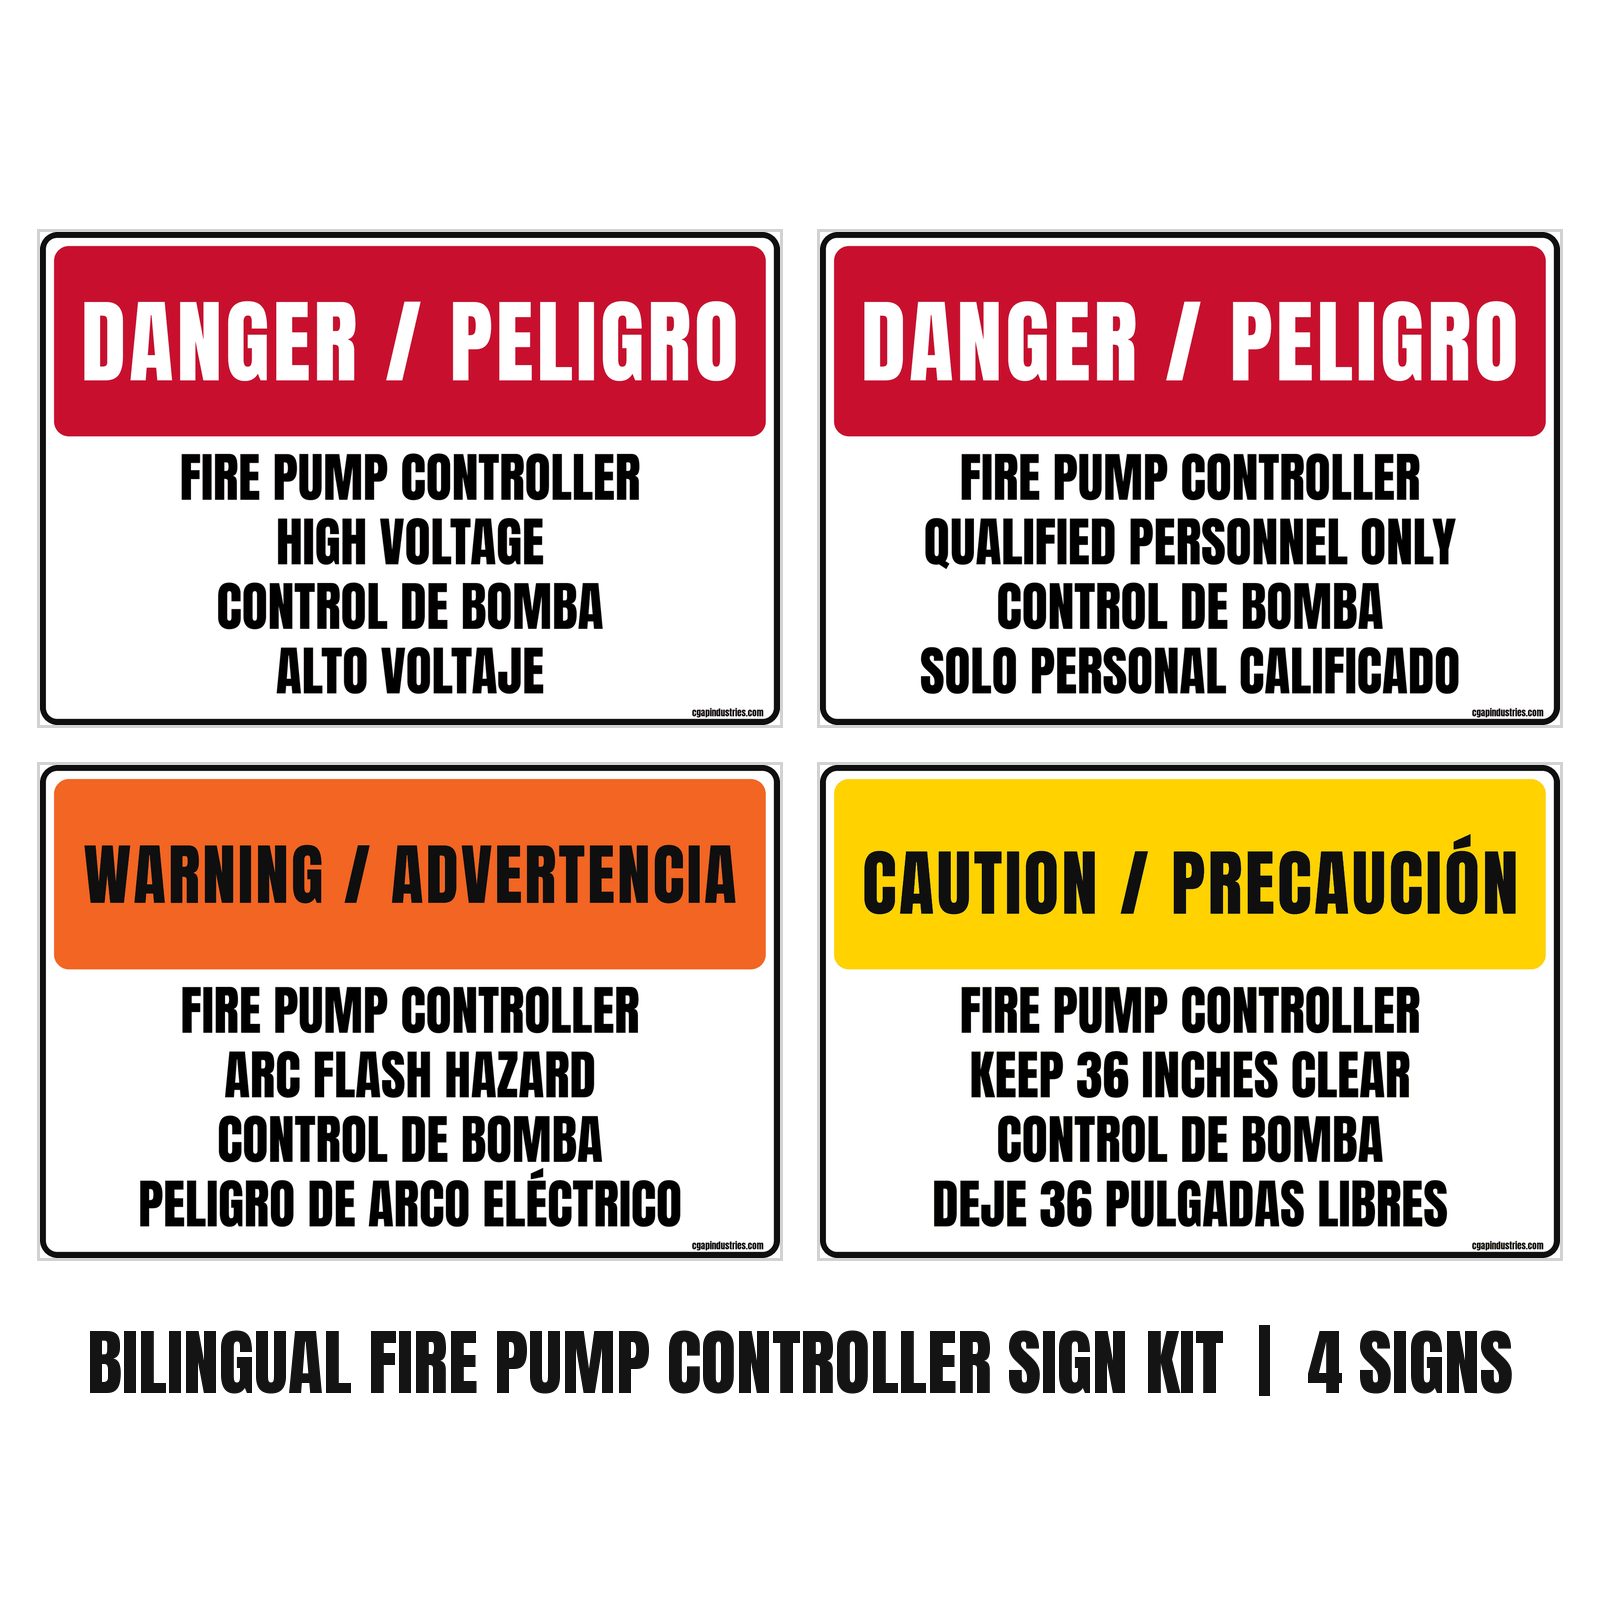 DANGER / PELIGRO
FIRE PUMP CONTROLLER
HIGH VOLTAGE
CONTROL DE BOMBA
ALTO VOLTAJE
cgapindustries.com
DANGER / PELIGRO
FIRE PUMP CONTROLLER
QUALIFIED PERSONNEL ONLY
CONTROL DE BOMBA
SOLO PERSONAL CALIFICADO
cgapindustries.com
WARNING / ADVERTENCIA
FIRE PUMP CONTROLLER
ARC FLASH HAZARD
CONTROL DE BOMBA
PELIGRO DE ARCO ELÉCTRICO
cgapindustries.com
CAUTION / PRECAUCIÓN
FIRE PUMP CONTROLLER
KEEP 36 INCHES CLEAR
CONTROL DE BOMBA
DEJE 36 PULGADAS LIBRES
cgapindustries.com
BILINGUAL FIRE PUMP CONTROLLER SIGN KIT | 4 SIGNS